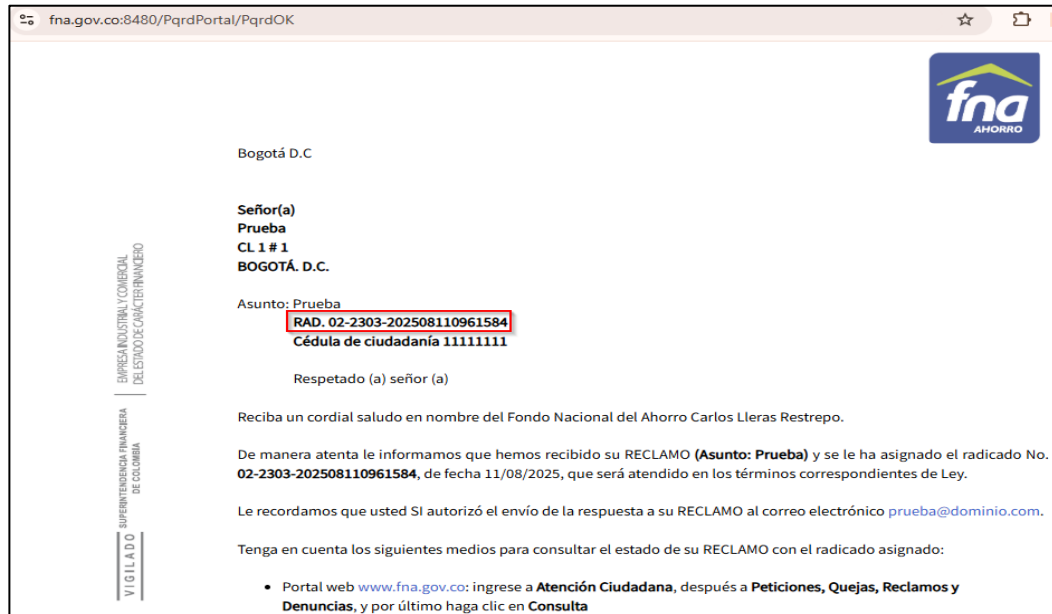 fna.gov.co:8480/PqrdPortal/PqrdOK
fna
AHORRO
Bogotá D.C
Señor(a)
Prueba
CL 1 # 1
BOGOTÁ. D.C.
Asunto: Prueba
RAD. 02-2303-202508110961584
Cédula de ciudadanía 11111111
Respetado (a) señor (a)
Reciba un cordial saludo en nombre del Fondo Nacional del Ahorro Carlos Lleras Restrepo.
De manera atenta le informamos que hemos recibido su RECLAMO (Asunto: Prueba) y se le ha asignado el radicado No.
02-2303-202508110961584, de fecha 11/08/2025, que será atendido en los términos correspondientes de Ley.
Le recordamos que usted SI autorizó el envío de la respuesta a su RECLAMO al correo electrónico prueba@dominio.com.
Tenga en cuenta los siguientes medios para consultar el estado de su RECLAMO con el radicado asignado:
• Portal web www.fna.gov.co: ingrese a Atención Ciudadana, después a Peticiones, Quejas, Reclamos y
Denuncias, y por último haga clic en Consulta
VIGILADO
SUPERINTENDENCIA FINANCIERA
DE COLOMBIA
EMPRESA INDUSTRIAL Y COMERCIAL
DEL ESTADO DE CARÁCTER FINANCIERO